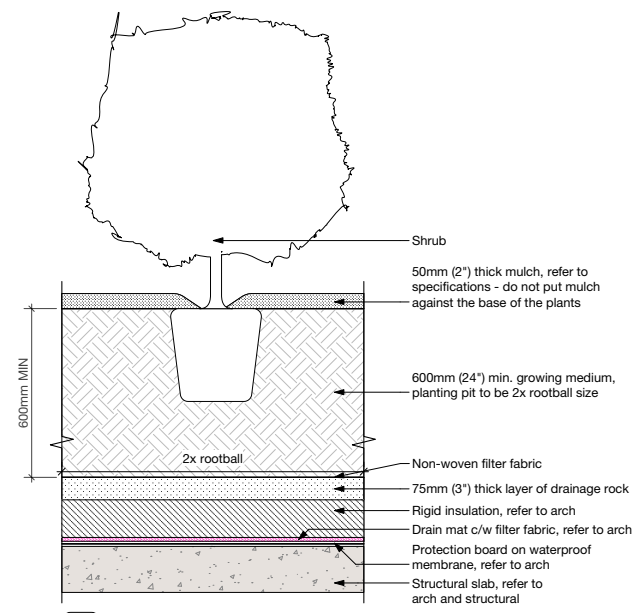 Shrub
50mm (2") thick mulch, refer to
specifications - do not put mulch
against the base of the plants
600mm MIN
600mm (24") min. growing medium,
planting pit to be 2x rootball size
2x rootball
Non-woven filter fabric
75mm (3") thick layer of drainage rock
Rigid insulation, refer to arch
Drain mat c/w filter fabric, refer to arch
Protection board on waterproof
membrane, refer to arch
Structural slab, refer to
arch and structural